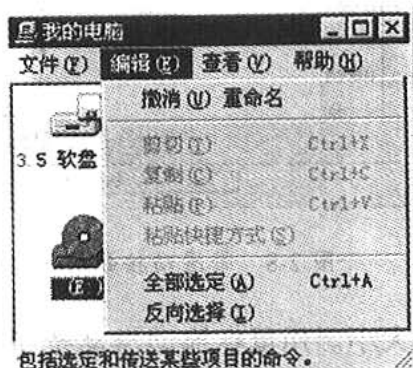 我的电脑
文件(F) 编辑(E) 查看(V) 帮助(H)
撤消(U) 重命名
剪切(T) Ctrl+X
复制(C) Ctrl+C
粘贴(P) Ctrl+V
粘贴快捷方式(S)
全部选定(A) Ctrl+A
反向选择(I)
3.5 软盘
包括选定和传送某些项目的命令。